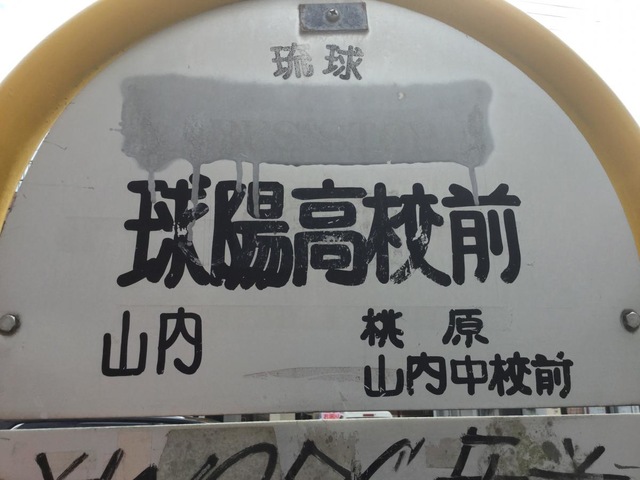 琉球
球陽高校前
山内 桃原
山内中校前